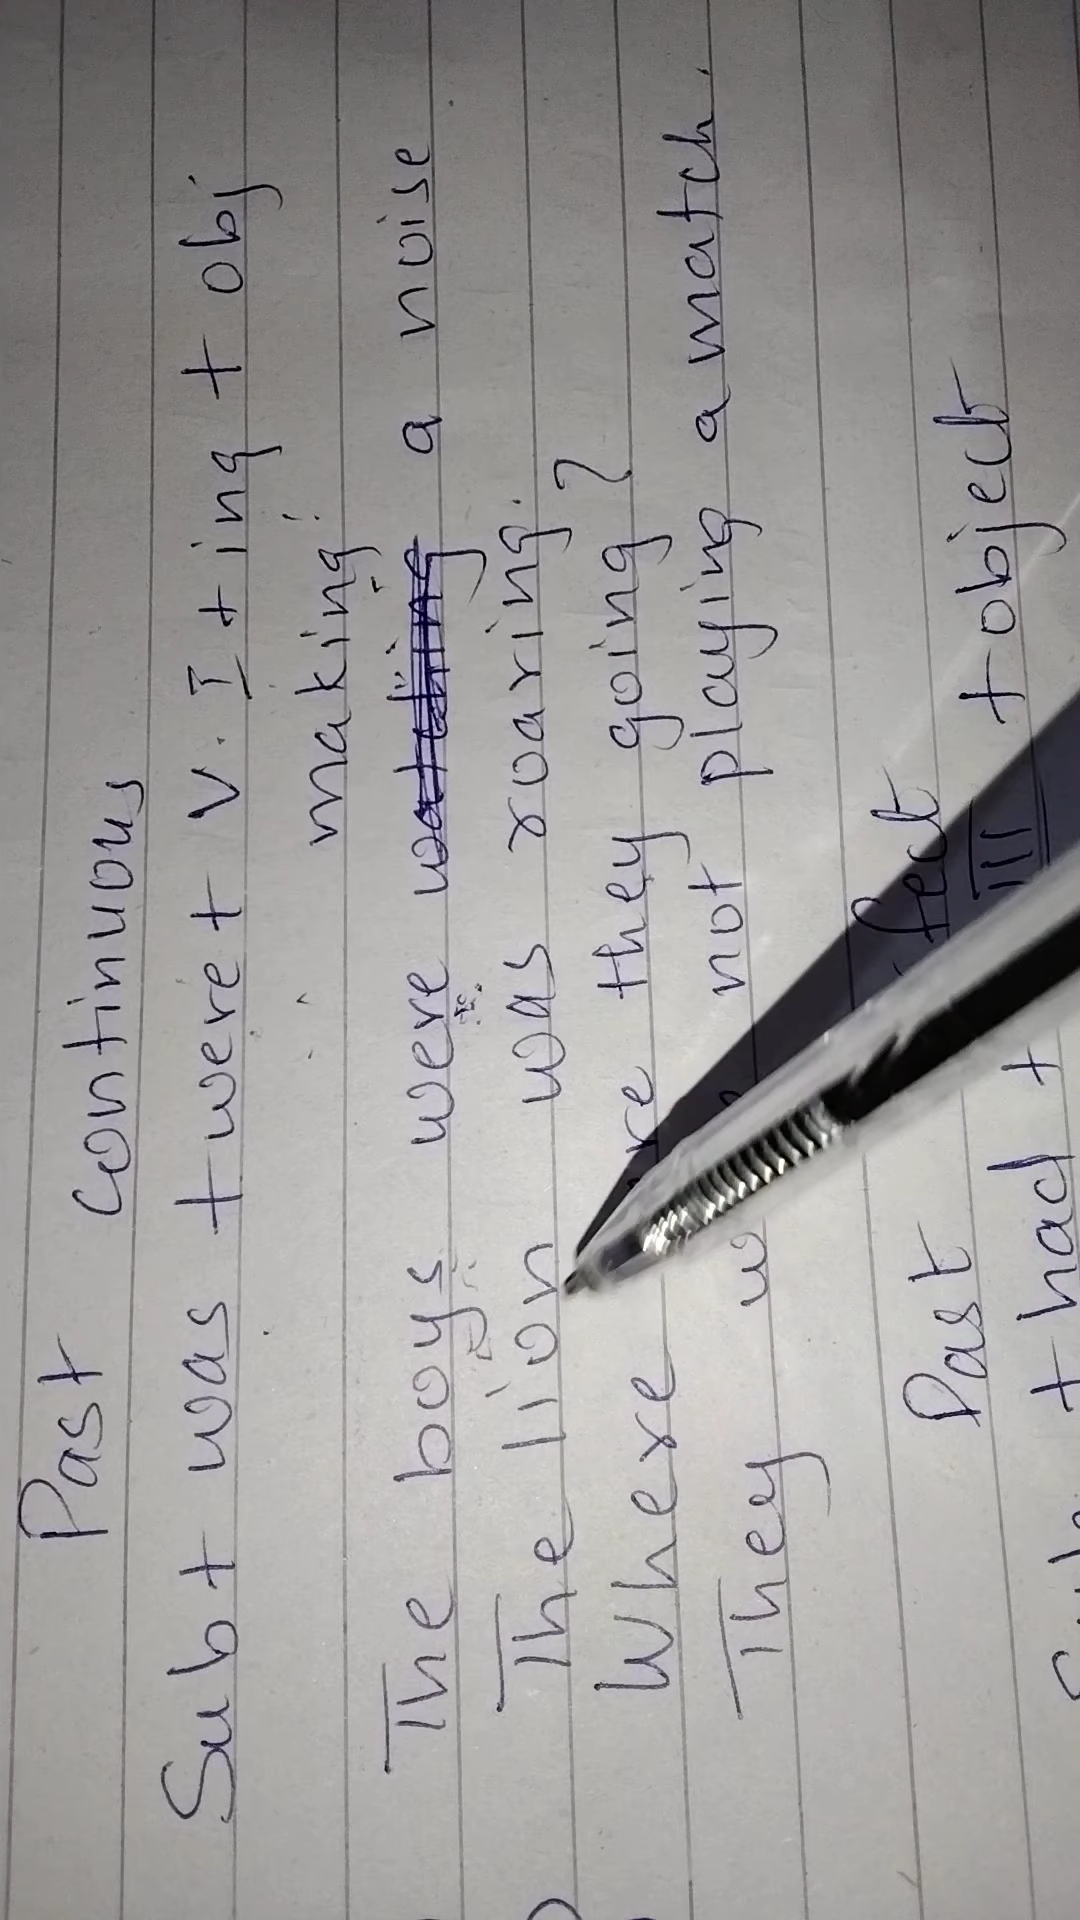 Past continuous
Sub + was + were + V. I + ing + obj
making
The boys were a noise
The lion was roaring.
Where they going ?
They not playing a match.
Past
+ had + III + object